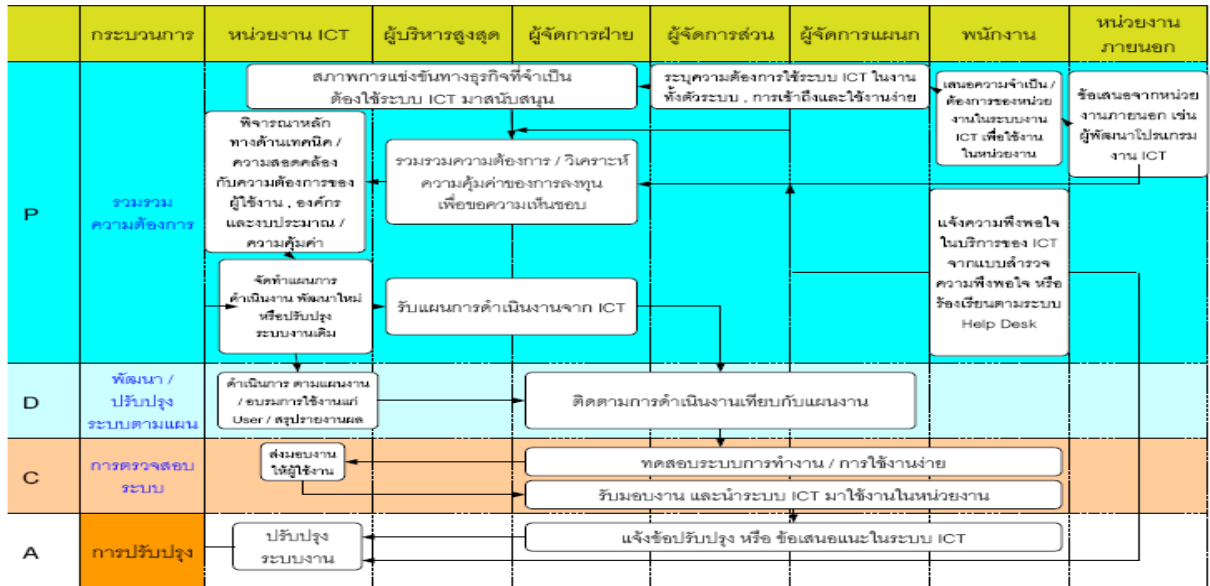 กระบวนการ
หน่วยงาน ICT
ผู้บริหารสูงสุด
ผู้จัดการฝ่าย
ผู้จัดการส่วน
ผู้จัดการแผนก
พนักงาน
หน่วยงาน
ภายนอก
P
รวมรวม
ความต้องการ
สภาพการแข่งขันทางธุรกิจที่จำเป็น
ต้องใช้ระบบ ICT มาสนับสนุน
ระบุความต้องการใช้ระบบ ICT ในงาน
ทั้งตัวระบบ , การเข้าถึงและใช้งานง่าย
เสนอความจำเป็น /
ต้องการของหน่วย
งานในระบบงาน
ICT เพื่อใช้งาน
ในหน่วยงาน
ข้อเสนอจากหน่วย
งานภายนอก เช่น
ผู้พัฒนาโปรแกรม
งาน ICT
พิจารณาหลัก
ทางด้านเทคนิค /
ความสอดคล้อง
กับความต้องการของ
ผู้ใช้งาน , องค์กร
และงบประมาณ /
ความคุ้มค่า
รวมรวมความต้องการ / วิเคราะห์
ความคุ้มค่าของการลงทุน
เพื่อขอความเห็นชอบ
แจ้งความพึงพอใจ
ในบริการของ ICT
จากแบบสำรวจ
ความพึงพอใจ หรือ
ร้องเรียนตามระบบ
Help Desk
จัดทำแผนการ
ดำเนินงาน พัฒนาใหม่
หรือปรับปรุง
ระบบงานเดิม
รับแผนการดำเนินงานจาก ICT
D
พัฒนา /
ปรับปรุง
ระบบตามแผน
ดำเนินการ ตามแผนงาน
/ อบรมการใช้งานแก่
User / สรุปรายงานผล
ติดตามการดำเนินงานเทียบกับแผนงาน
C
การตรวจสอบ
ระบบ
ส่งมอบงาน
ให้ผู้ใช้งาน
ทดสอบระบบการทำงาน / การใช้งานง่าย
รับมอบงาน และนำระบบ ICT มาใช้งานในหน่วยงาน
A
การปรับปรุง
ปรับปรุง
ระบบงาน
แจ้งข้อปรับปรุง หรือ ข้อเสนอแนะในระบบ ICT